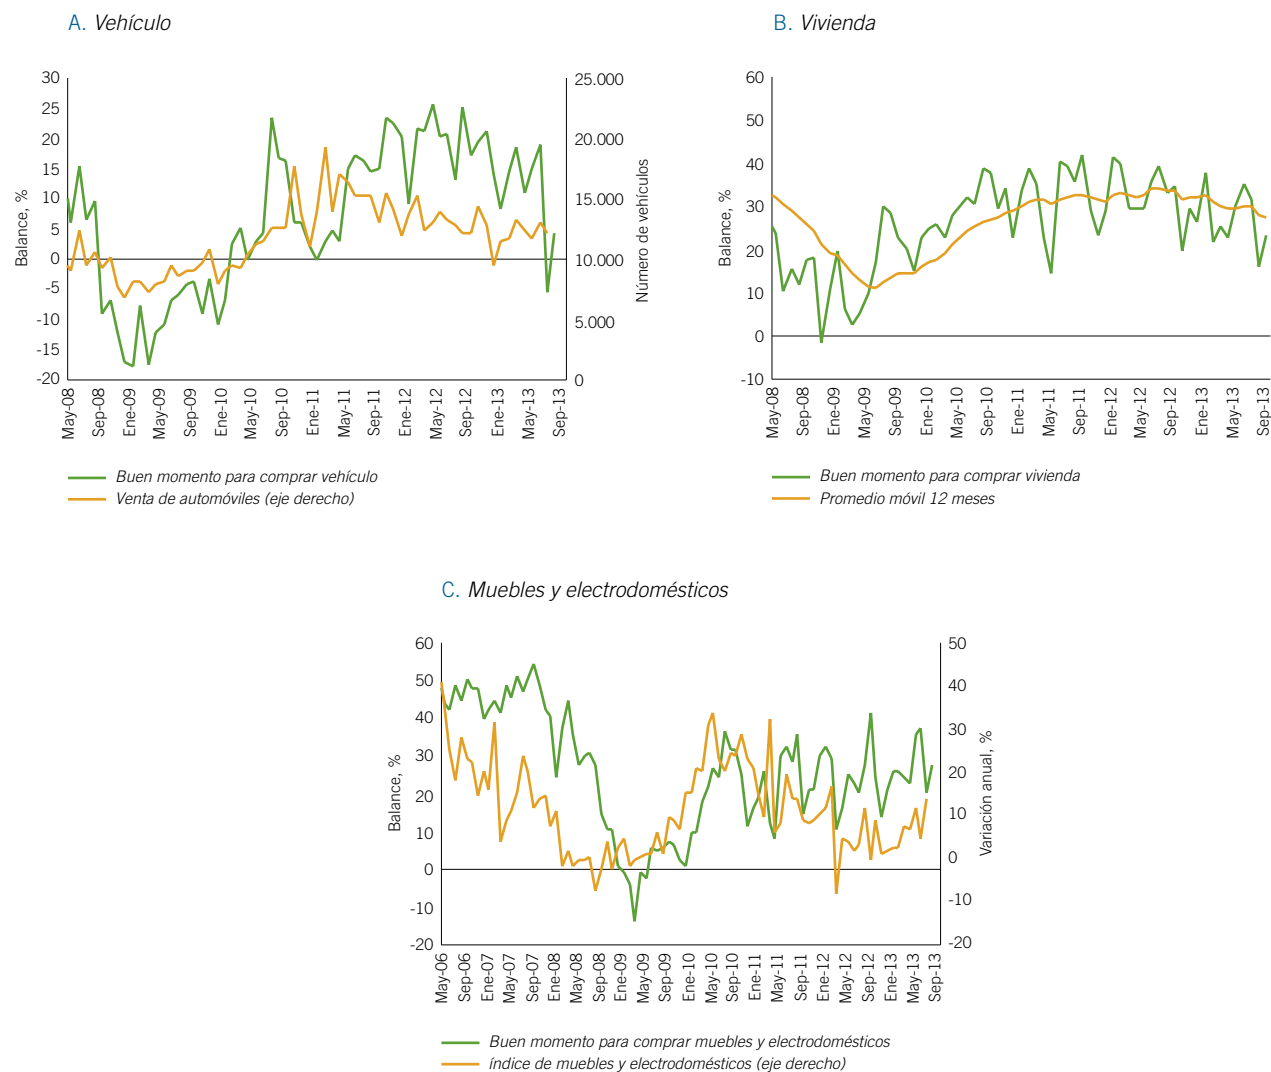 A. Vehículo
30
25
20
15
10
5
0
-5
-10
-15
-20
Balance, %
25.000
20.000
15.000
10.000
5.000
0
Número de vehículos
May-08
Sep-08
Ene-09
May-09
Sep-09
Ene-10
May-10
Sep-10
Ene-11
May-11
Sep-11
Ene-12
May-12
Sep-12
Ene-13
May-13
Sep-13
Buen momento para comprar vehículo
Venta de automóviles (eje derecho)
B. Vivienda
60
50
40
30
20
10
0
-10
Balance, %
May-08
Sep-08
Ene-09
May-09
Sep-09
Ene-10
May-10
Sep-10
Ene-11
May-11
Sep-11
Ene-12
May-12
Sep-12
Ene-13
May-13
Sep-13
Buen momento para comprar vivienda
Promedio móvil 12 meses
C. Muebles y electrodomésticos
60
50
40
30
20
10
0
-10
-20
Balance, %
50
40
30
20
10
0
-10
-20
Variación anual, %
May-06
Sep-06
Ene-07
May-07
Sep-07
Ene-08
May-08
Sep-08
Ene-09
May-09
Sep-09
Ene-10
May-10
Sep-10
Ene-11
May-11
Sep-11
Ene-12
May-12
Sep-12
Ene-13
May-13
Sep-13
Buen momento para comprar muebles y electrodomésticos
índice de muebles y electrodomésticos (eje derecho)